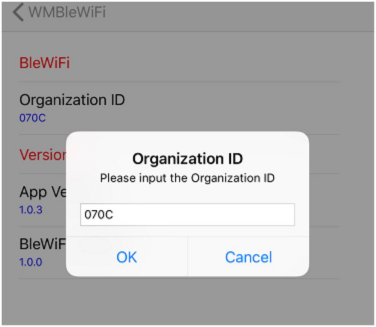 WMBleWiFi
BleWiFi
Organization ID
070C
Version
App Ve
1.0.3
BleWiF
1.0.0
Organization ID
Please input the Organization ID
070C
OK Cancel